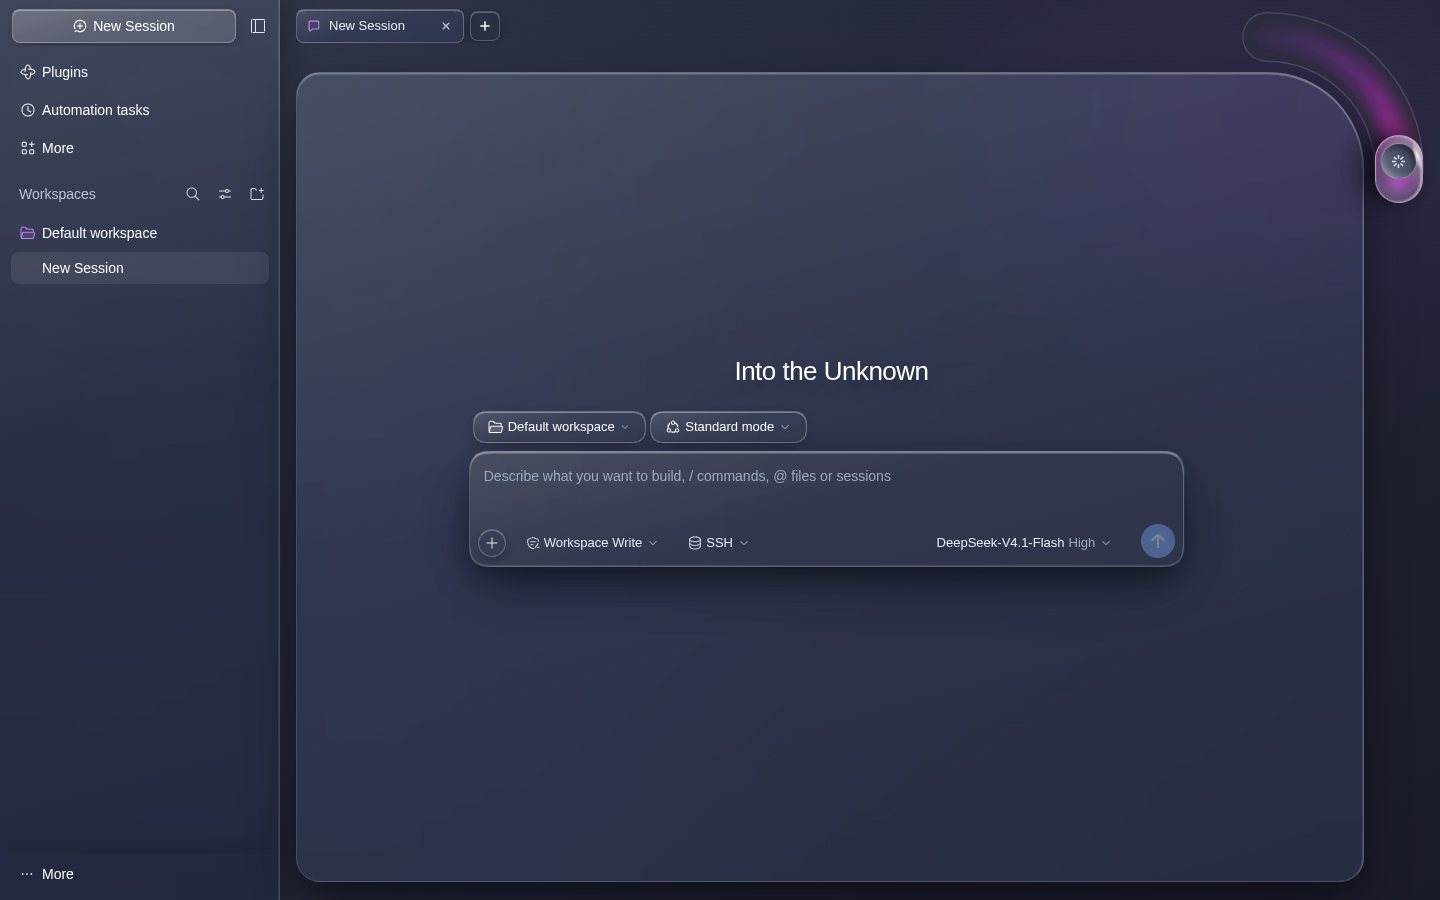 New Session
Plugins
Automation tasks
More
Workspaces
Default workspace
New Session
More
New Session
Into the Unknown
Default workspace
Standard mode
Describe what you want to build, / commands, @ files or sessions
Workspace Write
SSH
DeepSeek-V4.1-Flash High